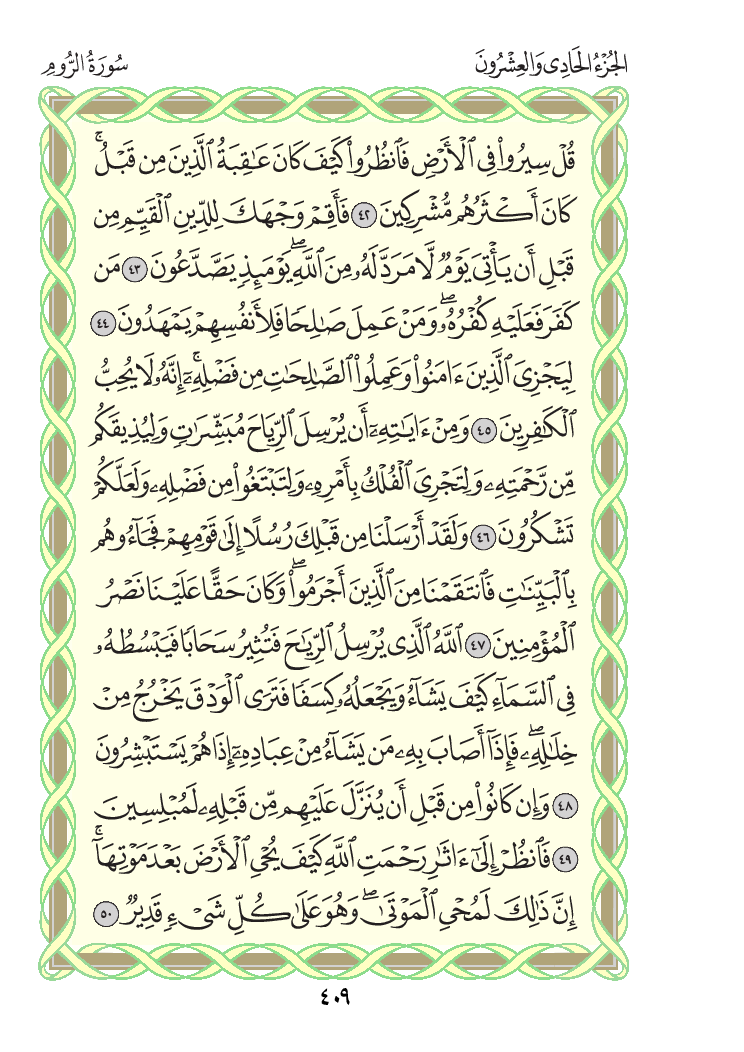 الجُزْءُ الحَادِي وَالعِشْرُونَ
سُورَةُ الرُّومِ
قُلْ سِيرُوا۟ فِى ٱلْأَرْضِ فَٱنظُرُوا۟ كَيْفَ كَانَ عَٰقِبَةُ ٱلَّذِينَ مِن قَبْلُ ۚ
كَانَ أَكْثَرُهُم مُّشْرِكِينَ ٤٢ فَأَقِمْ وَجْهَكَ لِلدِّينِ ٱلْقَيِّمِ مِن
قَبْلِ أَن يَأْتِىَ يَوْمٌ لَّا مَرَدَّ لَهُۥ مِنَ ٱللَّهِ ۖ يَوْمَئِذٍ يَصَّدَّعُونَ ٤٣ مَن
كَفَرَ فَعَلَيْهِ كُفْرُهُۥ ۖ وَمَنْ عَمِلَ صَٰلِحًا فَلِأَنفُسِهِمْ يَمْهَدُونَ ٤٤
لِيَجْزِىَ ٱلَّذِينَ ءَامَنُوا۟ وَعَمِلُوا۟ ٱلصَّٰلِحَٰتِ مِن فَضْلِهِۦٓ ۚ إِنَّهُۥ لَا يُحِبُّ
ٱلْكَٰفِرِينَ ٤٥ وَمِنْ ءَايَٰتِهِۦٓ أَن يُرْسِلَ ٱلرِّيَاحَ مُبَشِّرَٰتٍ وَلِيُذِيقَكُم
مِّن رَّحْمَتِهِۦ وَلِتَجْرِىَ ٱلْفُلْكُ بِأَمْرِهِۦ وَلِتَبْتَغُوا۟ مِن فَضْلِهِۦ وَلَعَلَّكُمْ
تَشْكُرُونَ ٤٦ وَلَقَدْ أَرْسَلْنَا مِن قَبْلِكَ رُسُلًا إِلَىٰ قَوْمِهِمْ فَجَآءُوهُم
بِٱلْبَيِّنَٰتِ فَٱنتَقَمْنَا مِنَ ٱلَّذِينَ أَجْرَمُوا۟ ۖ وَكَانَ حَقًّا عَلَيْنَا نَصْرُ
ٱلْمُؤْمِنِينَ ٤٧ ٱللَّهُ ٱلَّذِى يُرْسِلُ ٱلرِّيَٰحَ فَتُثِيرُ سَحَابًا فَيَبْسُطُهُۥ
فِى ٱلسَّمَآءِ كَيْفَ يَشَآءُ وَيَجْعَلُهُۥ كِسَفًا فَتَرَى ٱلْوَدْقَ يَخْرُجُ مِنْ
خِلَٰلِهِۦ ۖ فَإِذَآ أَصَابَ بِهِۦ مَن يَشَآءُ مِنْ عِبَادِهِۦٓ إِذَا هُمْ يَسْتَبْشِرُونَ
٤٨ وَإِن كَانُوا۟ مِن قَبْلِ أَن يُنَزَّلَ عَلَيْهِم مِّن قَبْلِهِۦ لَمُبْلِسِينَ
٤٩ فَٱنظُرْ إِلَىٰٓ ءَاثَٰرِ رَحْمَتِ ٱللَّهِ كَيْفَ يُحْىِ ٱلْأَرْضَ بَعْدَ مَوْتِهَآ ۚ
إِنَّ ذَٰلِكَ لَمُحْىِ ٱلْمَوْتَىٰ ۖ وَهُوَ عَلَىٰ كُلِّ شَىْءٍ قَدِيرٌ ٥٠
٤٠٩